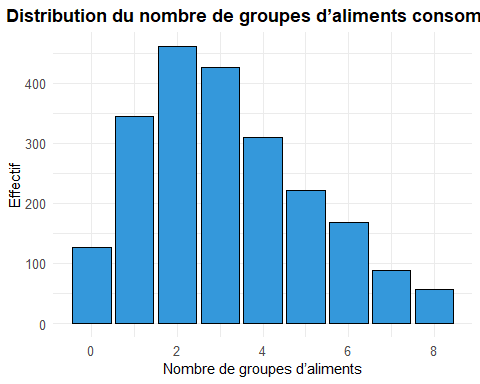 Distribution du nombre de groupes d’aliments consom
400
300
200
100
0
Effectif
0 2 4 6 8
Nombre de groupes d’aliments